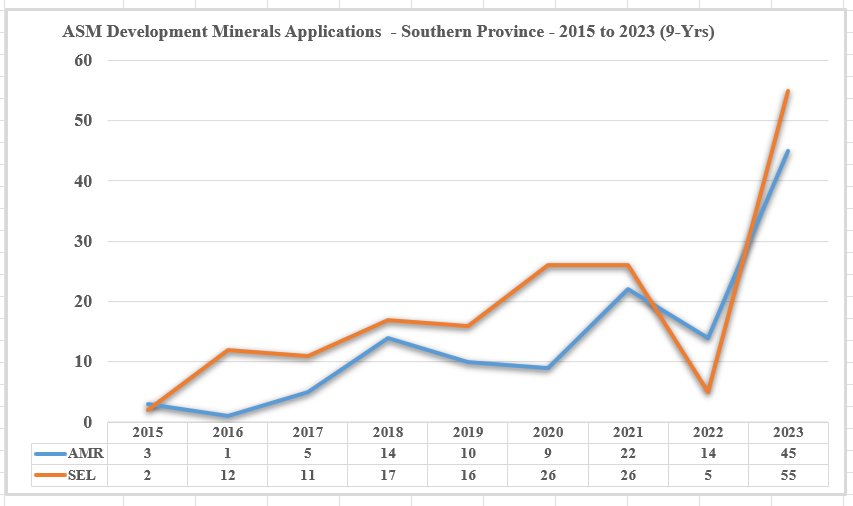 ASM Development Minerals Applications - Southern Province - 2015 to 2023 (9-Yrs)
60
50
40
30
20
10
0
2015 2016 2017 2018 2019 2020 2021 2022 2023
AMR 3 1 5 14 10 9 22 14 45
SEL 2 12 11 17 16 26 26 5 55